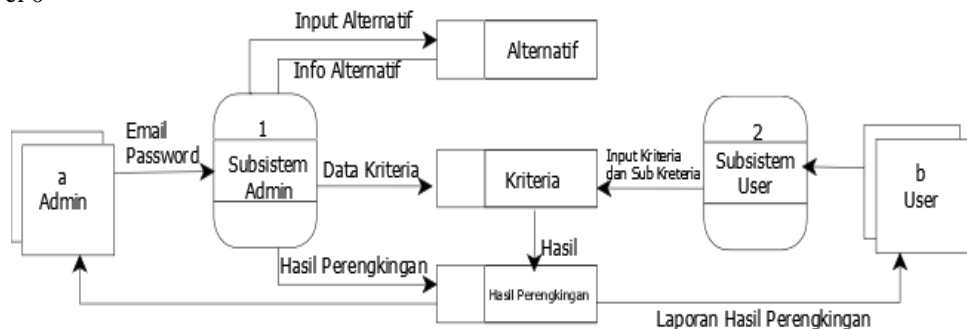 Input Alternatif
Alternatif
Info Alternatif
1
2
Email
Password
Subsistem
Admin
Data Kriteria
Kriteria
Input Kriteria
dan Sub Kreteria
Subsistem
User
a
Admin
b
User
Hasil
Hasil Perengkingan
Hasil Perengkingan
Laporan Hasil Perengkingan